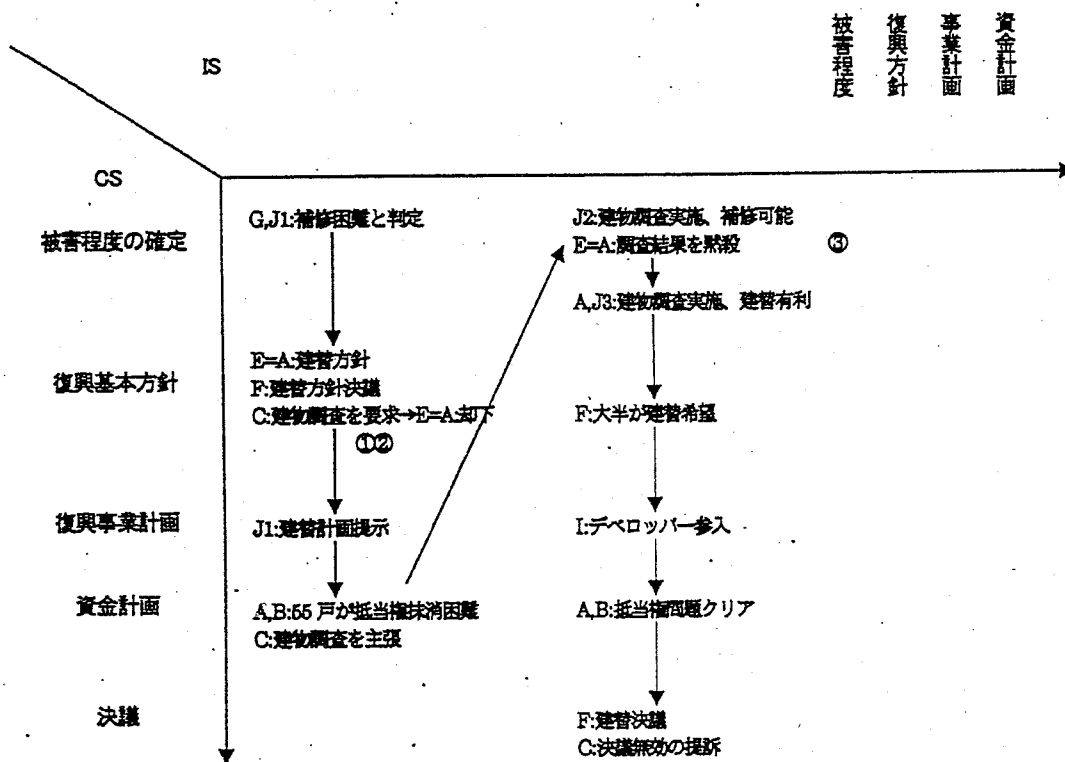 被害程度
復興方針
事業計画
資金計画
IS
CS
被害程度の確定
G,J1:補修困難と判定
J2:建物調査実施、補修可能
E=A:調査結果を黙殺
③
A,J3:建物調査実施、建替有利
復興基本方針
E=A:建替方針
F:建替方針決議
C:建物調査を要求→E=A:却下
①②
F:大半が建替希望
復興事業計画
J1:建替計画提示
I:デベロッパー参入
資金計画
A,B:55戸が抵当権抹消困難
C:建物調査を主張
A,B:抵当権問題クリア
決議
F:建替決議
C:決議無効の提訴